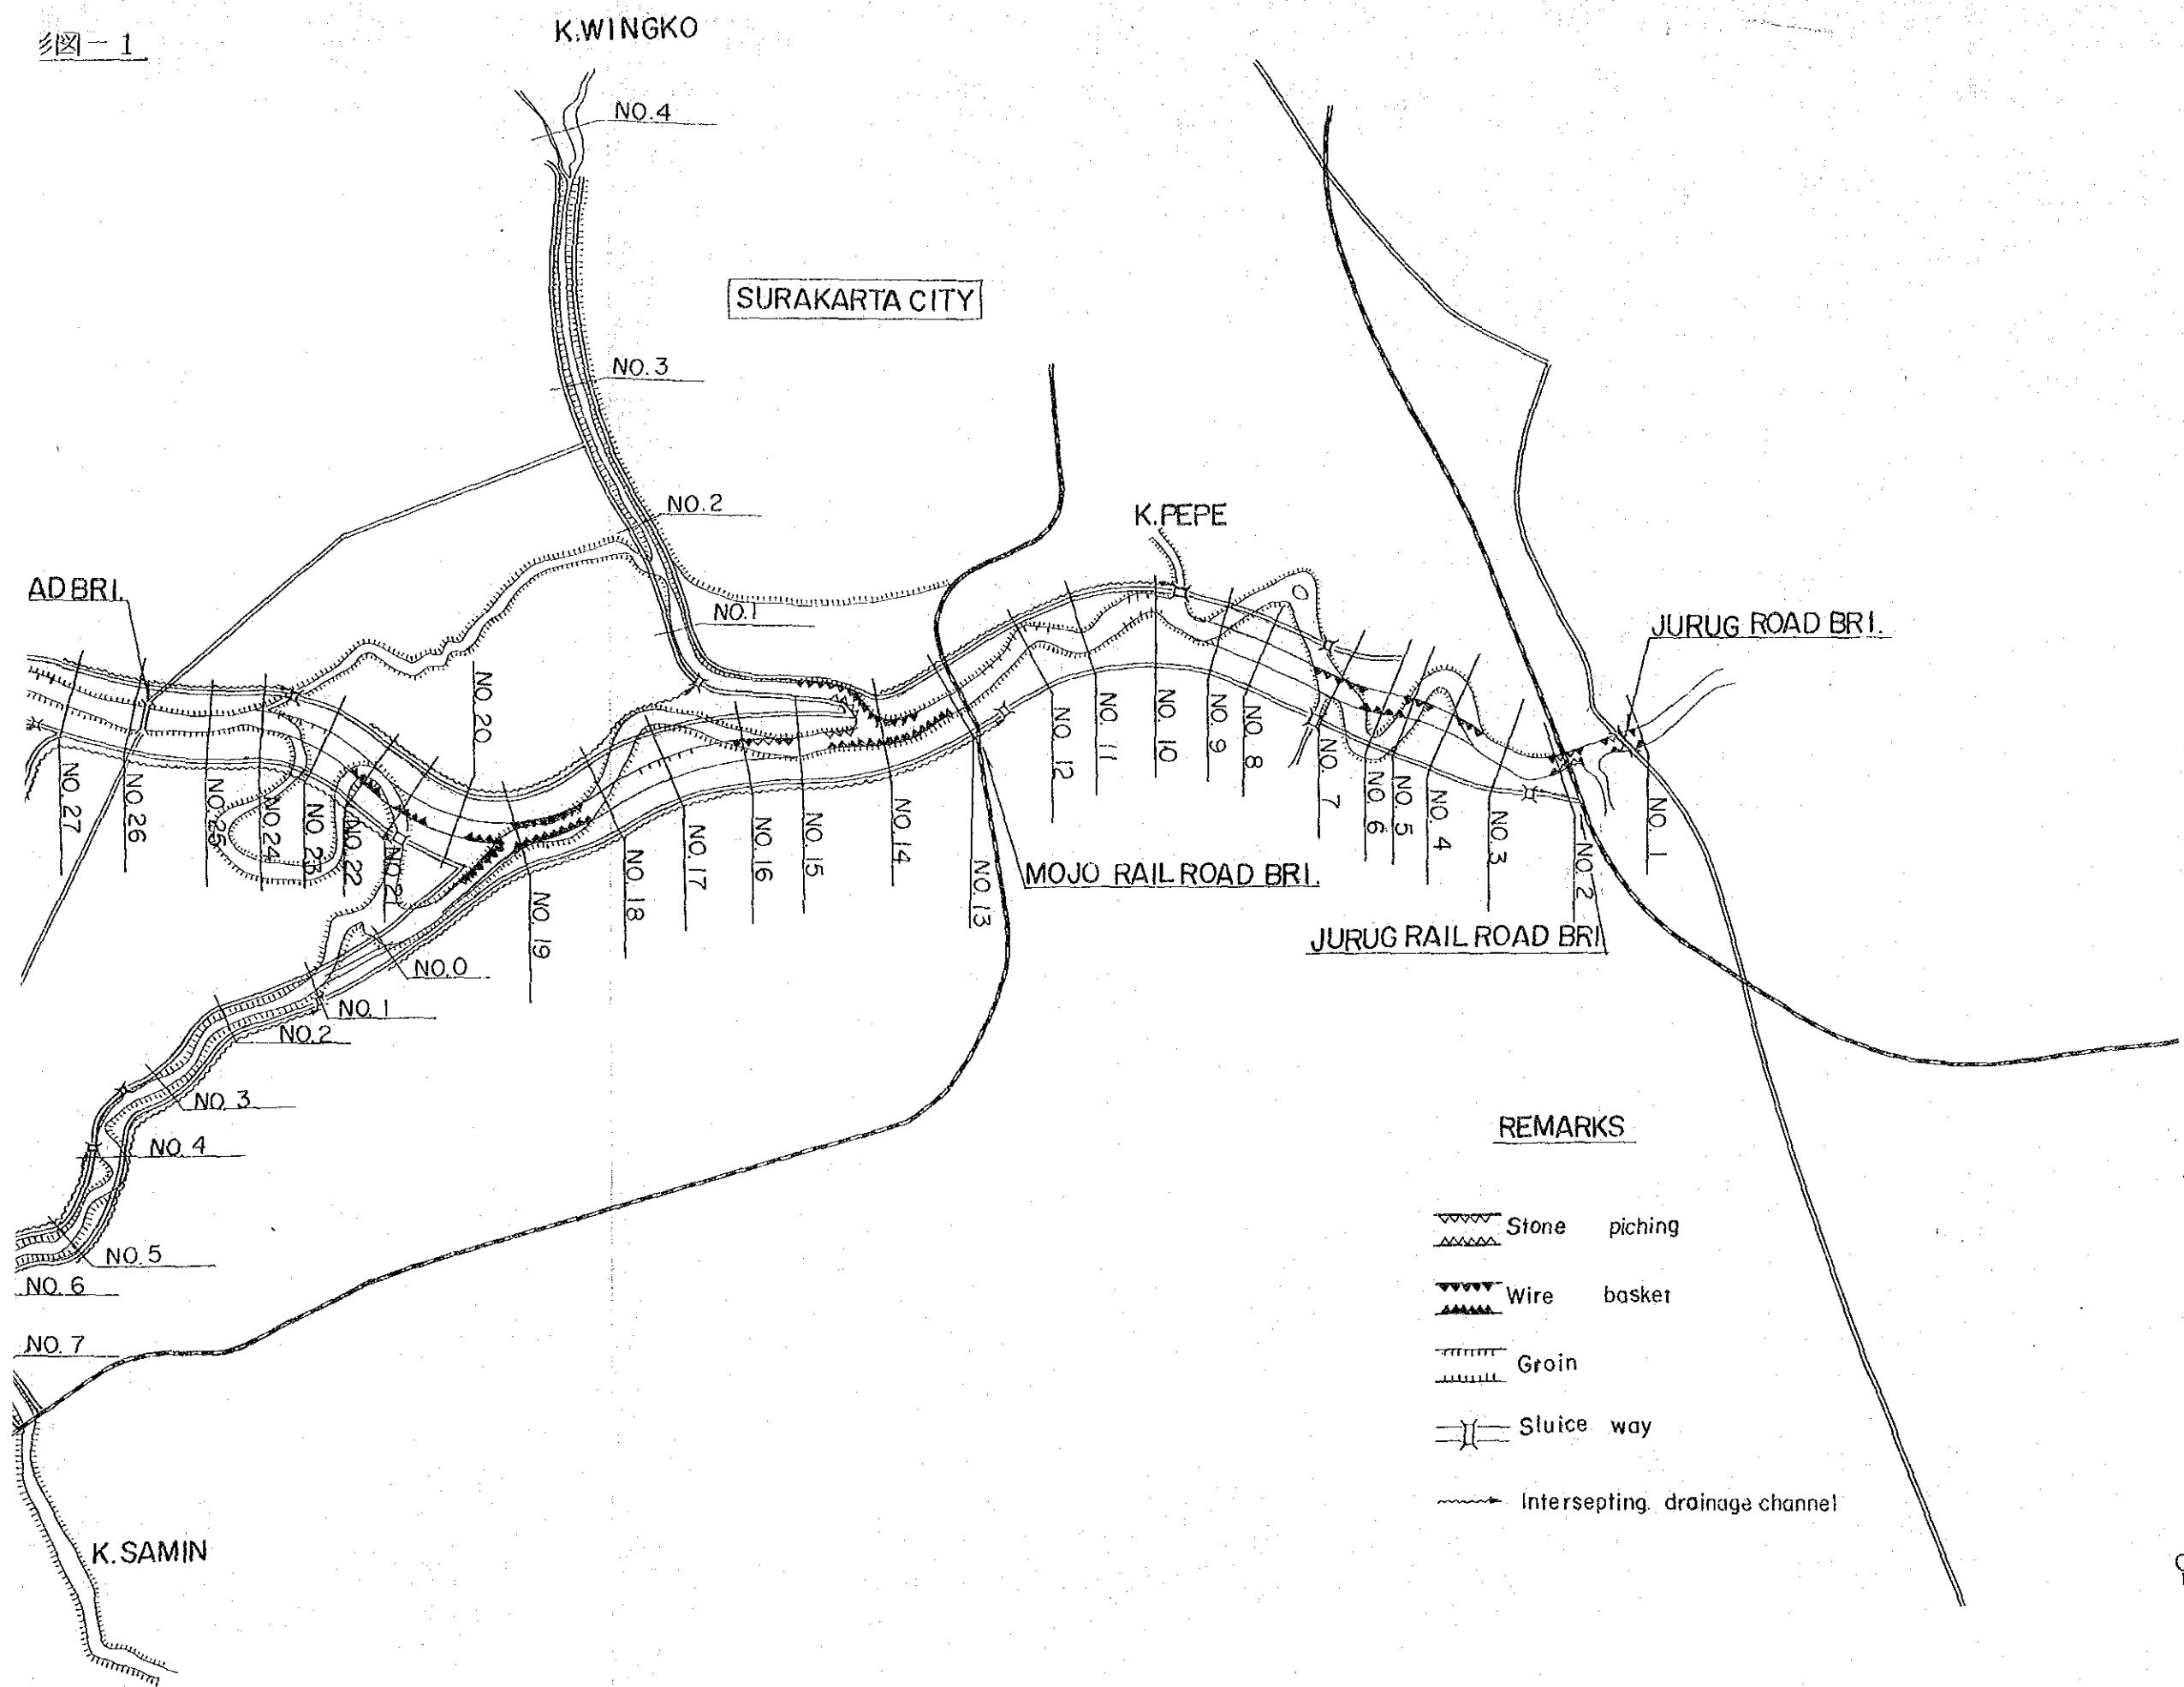 図－1
K.WINGKO
NO.4
SURAKARTA CITY
NO.3
NO.2
K.PEPE
AD BRI.
NO.1
JURUG ROAD BRI.
NO.20
NO.27
NO.26
NO.25
NO.24
NO.23
NO.22
NO.21
NO.19
NO.18
NO.17
NO.16
NO.15
NO.14
NO.13
NO.12
NO.11
NO.10
NO.9
NO.8
NO.7
NO.6
NO.5
NO.4
NO.3
NO.2
NO.1
MOJO RAIL ROAD BRI.
JURUG RAIL ROAD BRI
NO.0
NO.1
NO.2
NO.3
NO.4
NO.5
NO.6
NO.7
K.SAMIN
REMARKS
Stone piching
Wire basket
Groin
Sluice way
Intersepting drainage channel